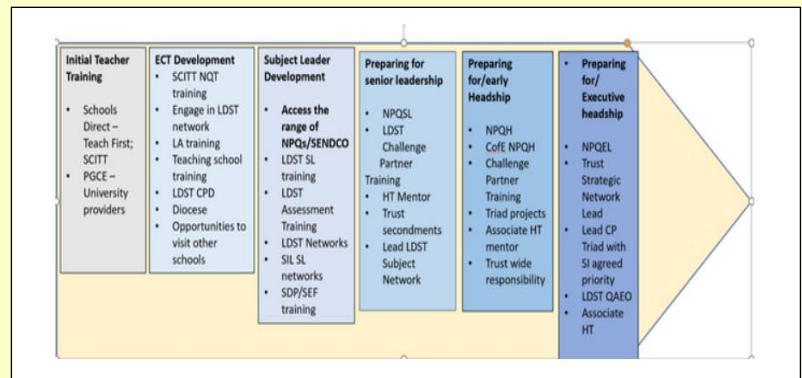 Initial Teacher
Training
• Schools
Direct –
Teach First;
SCITT
• PGCE –
University
providers
ECT Development
• SCITT NQT
training
• Engage in LDST
network
• LA training
• Teaching school
training
• LDST CPD
• Diocese
• Opportunities to
visit other
schools
Subject Leader
Development
• Access the
range of
NPQs/SENDCO
• LDST SL
training
• LDST
Assessment
Training
• LDST Networks
• SIL SL
networks
• SDP/SEF
training
Preparing for
senior leadership
• NPQSL
• LDST
Challenge
Partner
Training
• HT Mentor
• Trust
secondments
• Lead LDST
Subject
Network
Preparing
for/early
Headship
• NPQH
• CofE NPQH
• Challenge
Partner
Training
• Triad projects
• Associate HT
mentor
• Trust wide
responsibility
• Preparing
for/
Executive
headship
• NPQEL
• Trust
Strategic
Network
Lead
• Lead CP
Triad with
SI agreed
priority
• LDST QAEO
• Associate
HT